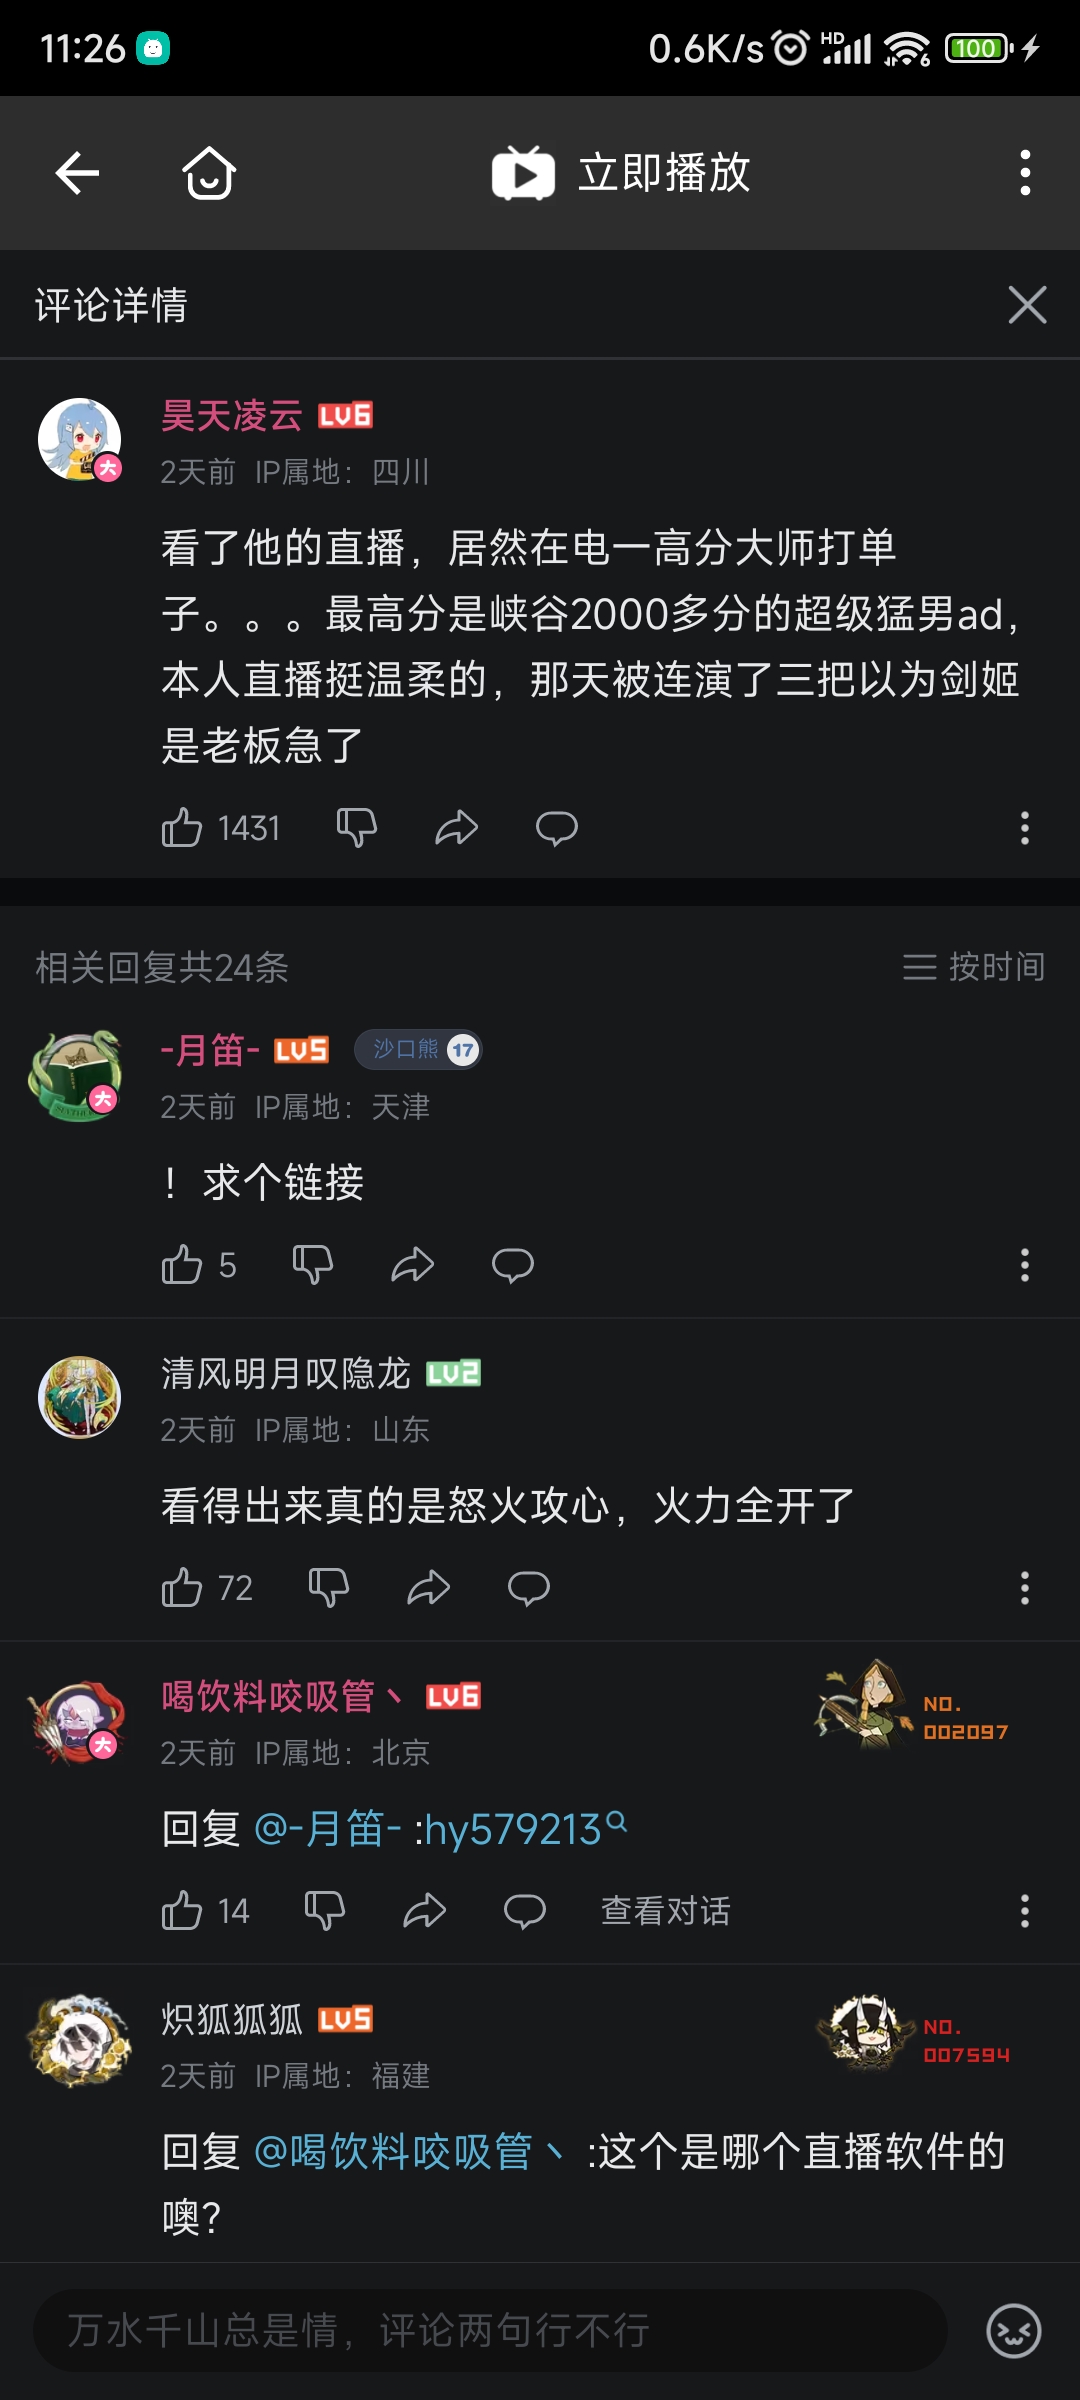 11:26
0.6K/s HD 6 100
立即播放
评论详情
昊天凌云 LV6
2天前 IP属地：四川
看了他的直播，居然在电一高分大师打单
子。。。最高分是峡谷2000多分的超级猛男ad，
本人直播挺温柔的，那天被连演了三把以为剑姬
是老板急了
1431
相关回复共24条 按时间
-月笛- LV5 沙口熊 17
2天前 IP属地：天津
！求个链接
5
清风明月叹隐龙 LV2
2天前 IP属地：山东
看得出来真的是怒火攻心，火力全开了
72
喝饮料咬吸管丶 LV6
NO.
002097
2天前 IP属地：北京
回复 @-月笛- :hy579213
14 查看对话
炽狐狐狐 LV5
NO.
007594
2天前 IP属地：福建
回复 @喝饮料咬吸管丶 :这个是哪个直播软件的
噢？
万水千山总是情，评论两句行不行